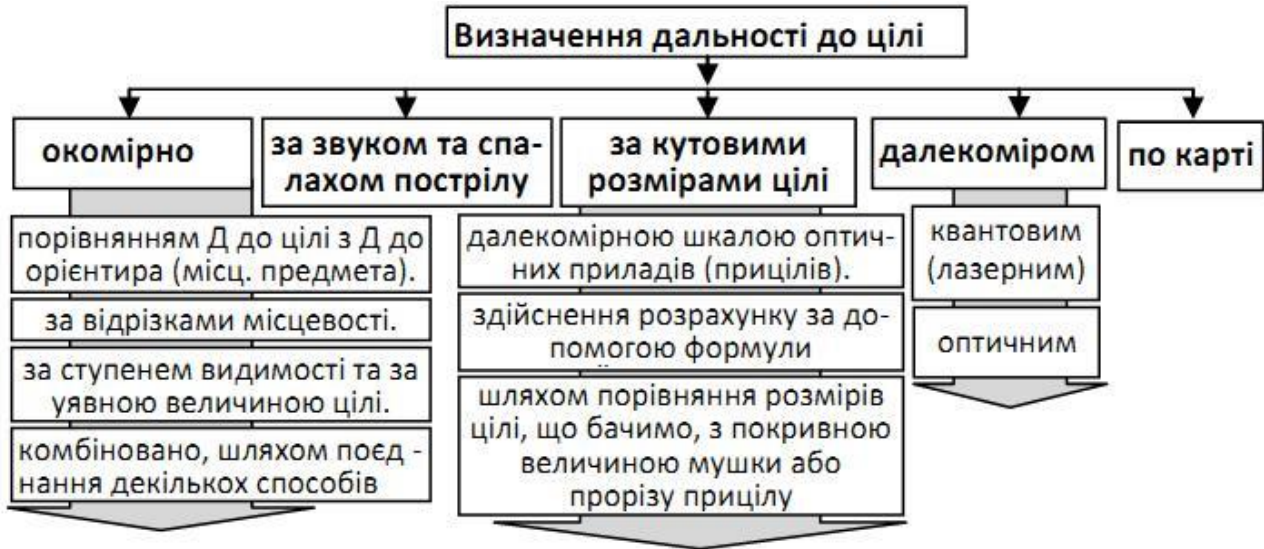 Визначення дальності до цілі
окомірно
за звуком та спа-
лахом пострілу
за кутовими
розмірами цілі
далекоміром
по карті
порівнянням Д до цілі з Д до
орієнтира (місц. предмета).
за відрізками місцевості.
за ступенем видимості та за
уявною величиною цілі.
комбіновано, шляхом поєд -
нання декількох способів
далекомірною шкалою оптич-
них приладів (прицілів).
здійснення розрахунку за до-
помогою формули
шляхом порівняння розмірів
цілі, що бачимо, з покривною
величиною мушки або
прорізу прицілу
квантовим
(лазерним)
оптичним